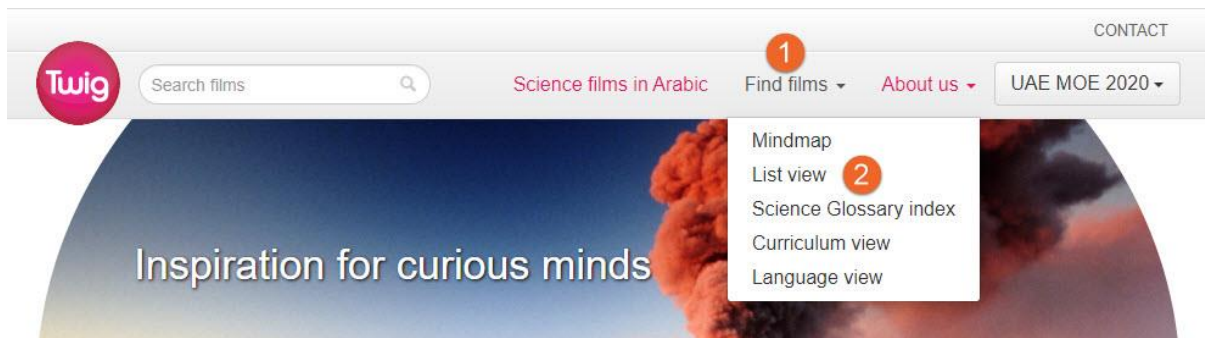 CONTACT
Twig
Search films
Science films in Arabic
Find films
About us
UAE MOE 2020
1
Mindmap
List view
2
Science Glossary index
Curriculum view
Language view
Inspiration for curious minds